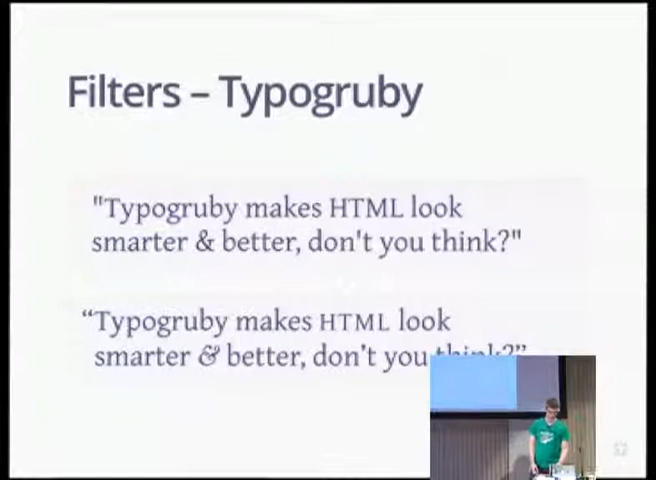 Filters – Typogruby
"Typogruby makes HTML look
smarter & better, don't you think?"
“Typogruby makes HTML look
smarter & better, don’t you think?”